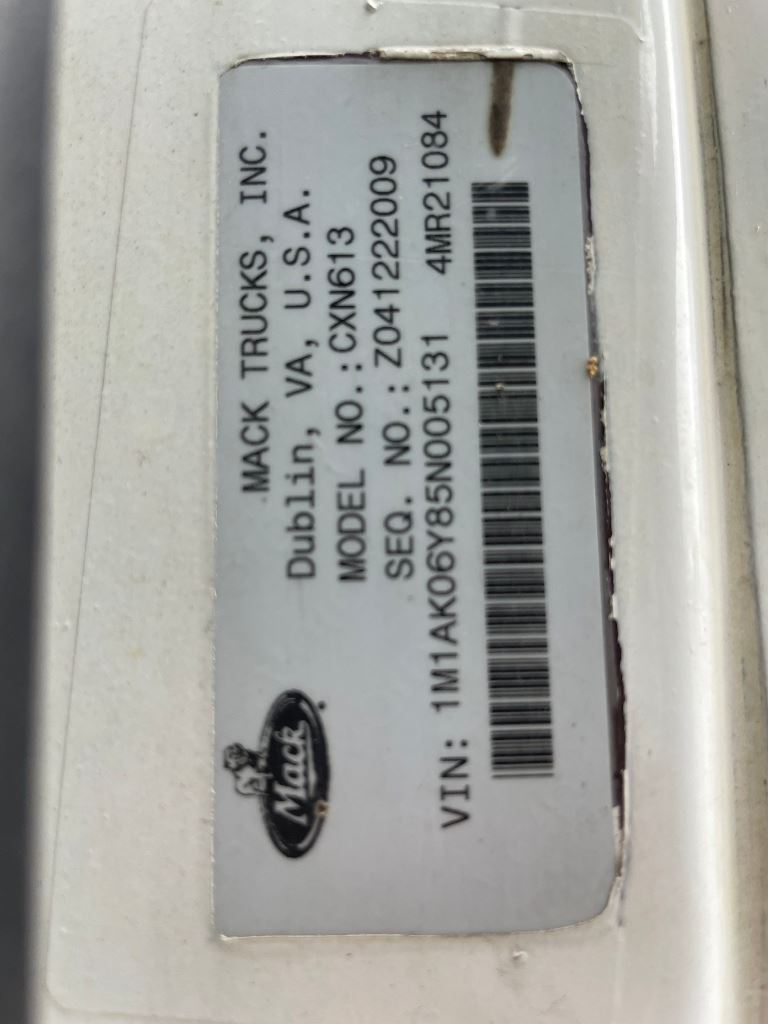 Mack
MACK TRUCKS, INC.
Dublin, VA, U.S.A.
MODEL NO.:CXN613
SEQ. NO.: Z041222009
VIN: 1M1AK06Y85N005131 4MR21084